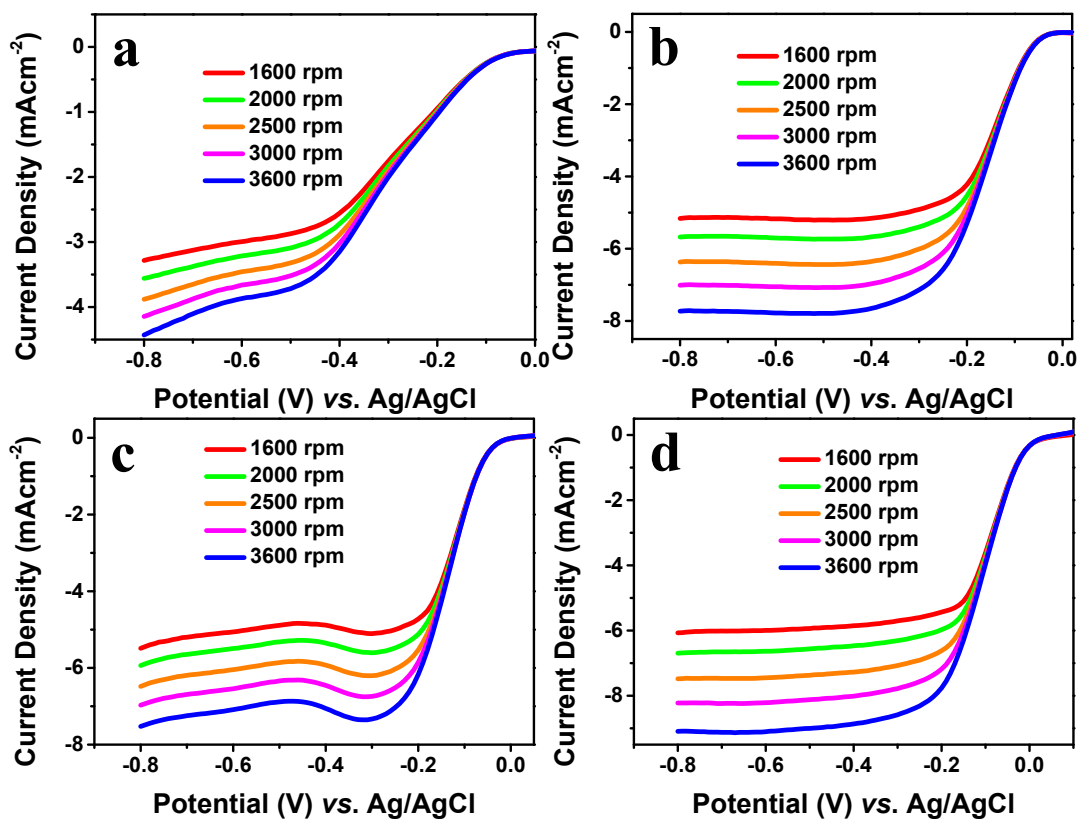 a
1600 rpm
2000 rpm
2500 rpm
3000 rpm
3600 rpm
0
-1
-2
-3
-4
-0.8 -0.6 -0.4 -0.2 0.0
Current Density (mAcm-2)
Potential (V) vs. Ag/AgCl
b
1600 rpm
2000 rpm
2500 rpm
3000 rpm
3600 rpm
0
-2
-4
-6
-8
-0.8 -0.6 -0.4 -0.2 0.0
Current Density (mAcm-2)
Potential (V) vs. Ag/AgCl
c
1600 rpm
2000 rpm
2500 rpm
3000 rpm
3600 rpm
0
-2
-4
-6
-8
-0.8 -0.6 -0.4 -0.2 0.0
Current Density (mAcm-2)
Potential (V) vs. Ag/AgCl
d
1600 rpm
2000 rpm
2500 rpm
3000 rpm
3600 rpm
0
-2
-4
-6
-8
-0.8 -0.6 -0.4 -0.2 0.0
Current Density (mAcm-2)
Potential (V) vs. Ag/AgCl